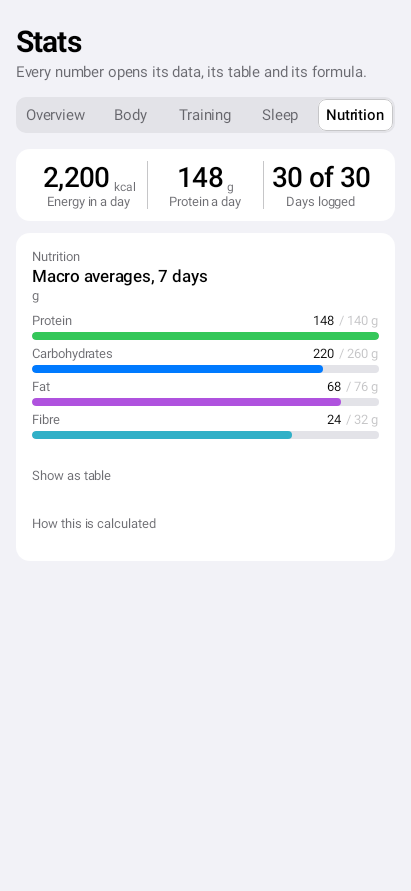 Stats
Every number opens its data, its table and its formula.
Overview Body Training Sleep Nutrition
2,200 kcal 148 g 30 of 30
Energy in a day Protein a day Days logged
Nutrition
Macro averages, 7 days
g
Protein 148 / 140 g
Carbohydrates 220 / 260 g
Fat 68 / 76 g
Fibre 24 / 32 g
Show as table
How this is calculated